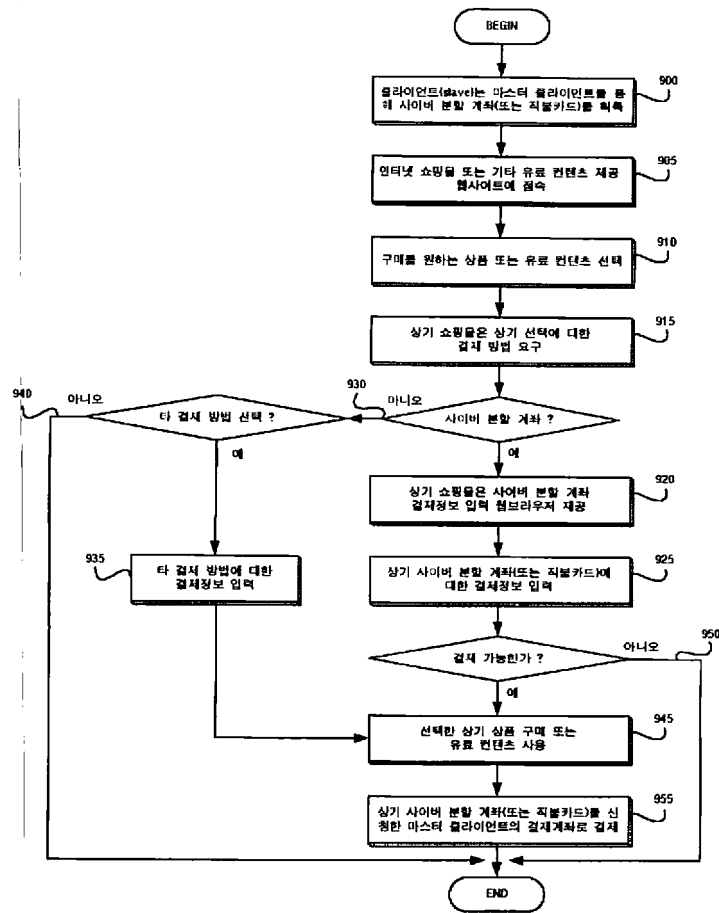 BEGIN
900
클라이언트(slave)는 마스터 클라이언트를 통
해 사이버 분할 계좌(또는 직불카드)를 획득
905
인터넷 쇼핑몰 또는 기타 유료 컨텐츠 제공
웹사이트에 접속
910
구매를 원하는 상품 또는 유료 컨텐츠 선택
915
상기 쇼핑몰은 상기 선택에 대한
결제 방법 요구
940
아니오
타 결제 방법 선택 ?
930
아니오
사이버 분할 계좌 ?
예
예
920
상기 쇼핑몰은 사이버 분할 계좌
결제정보 입력 웹브라우저 제공
935
타 결제 방법에 대한
결제정보 입력
925
상기 사이버 분할 계좌(또는 직불카드)에
대한 결제정보 입력
결제 가능한가 ?
아니오
950
예
945
선택한 상기 상품 구매 또는
유료 컨텐츠 사용
955
상기 사이버 분할 계좌(또는 직불카드)를 신
청한 마스터 클라이언트의 결제계좌로 결제
END